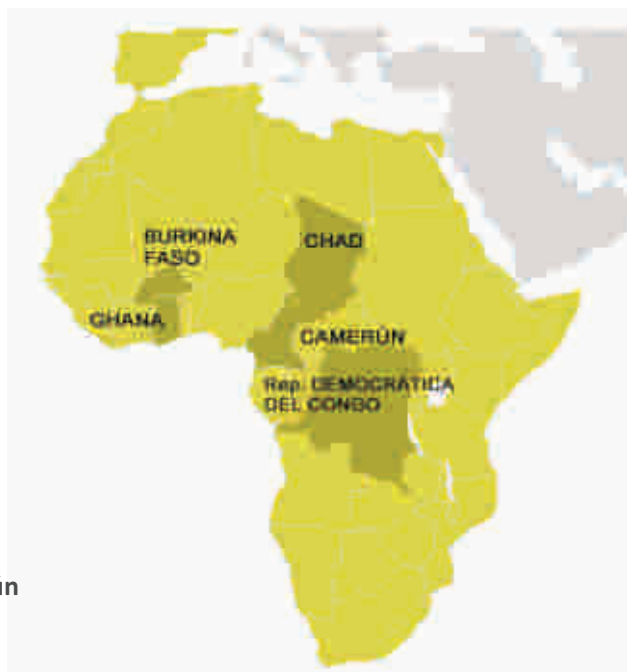 BURKINA
FASO
CHAD
GHANA
CAMERÚN
Rep. DEMOCRÁTICA
DEL CONGO